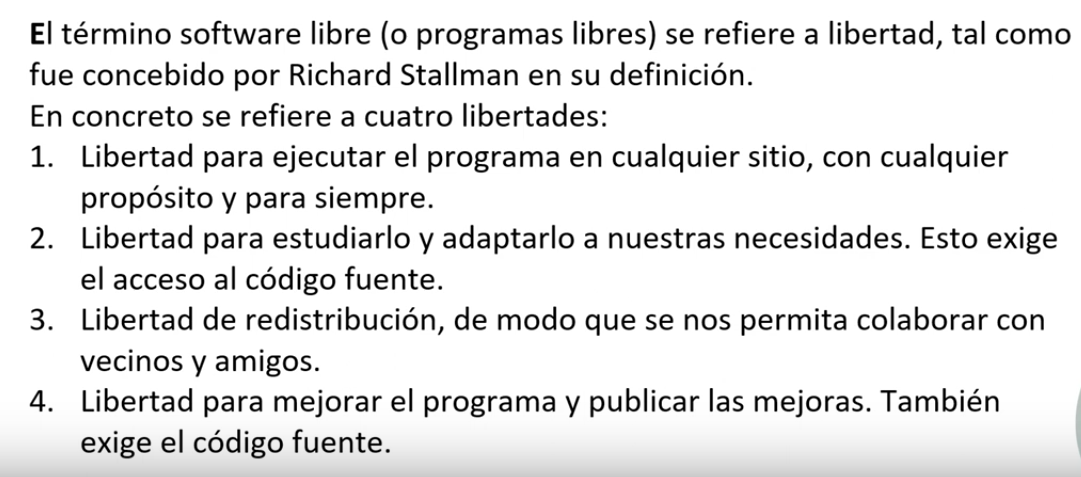 El término software libre (o programas libres) se refiere a libertad, tal como
fue concebido por Richard Stallman en su definición.
En concreto se refiere a cuatro libertades:
1. Libertad para ejecutar el programa en cualquier sitio, con cualquier
propósito y para siempre.
2. Libertad para estudiarlo y adaptarlo a nuestras necesidades. Esto exige
el acceso al código fuente.
3. Libertad de redistribución, de modo que se nos permita colaborar con
vecinos y amigos.
4. Libertad para mejorar el programa y publicar las mejoras. También
exige el código fuente.